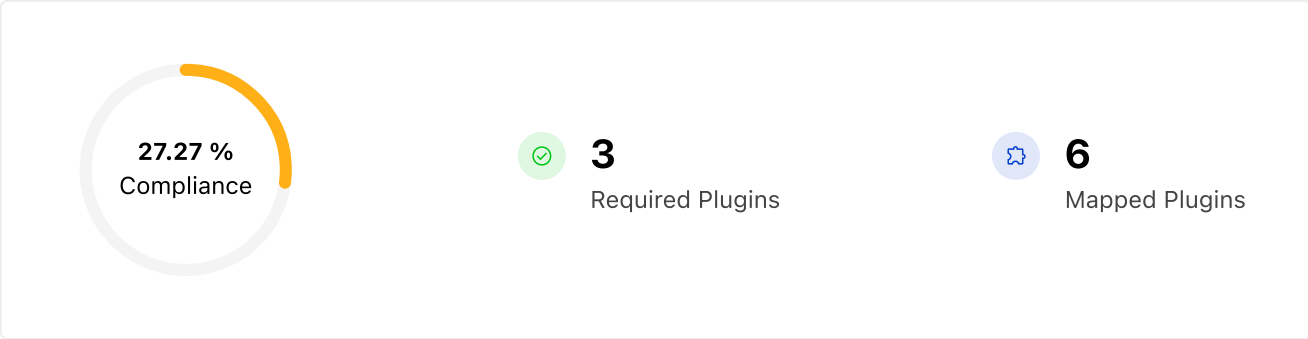 27.27 %
Compliance
3
Required Plugins
6
Mapped Plugins